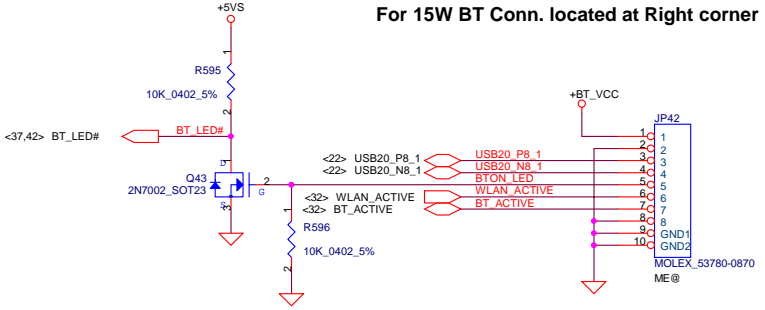 For 15W BT Conn. located at Right corner
+5VS
1
R595
10K_0402_5%
2
<37,42> BT_LED#
BT_LED#
D
1
Q43
2N7002_SOT23
2
G
S
3
1
R596
10K_0402_5%
2
+BT_VCC
JP42
<22> USB20_P8_1
USB20_P8_1
<22> USB20_N8_1
USB20_N8_1
BTON_LED
<32> WLAN_ACTIVE
WLAN_ACTIVE
<32> BT_ACTIVE
BT_ACTIVE
1 1
2 2
3 3
4 4
5 5
6 6
7 7
8 8
9 GND1
10 GND2
MOLEX_53780-0870
ME@